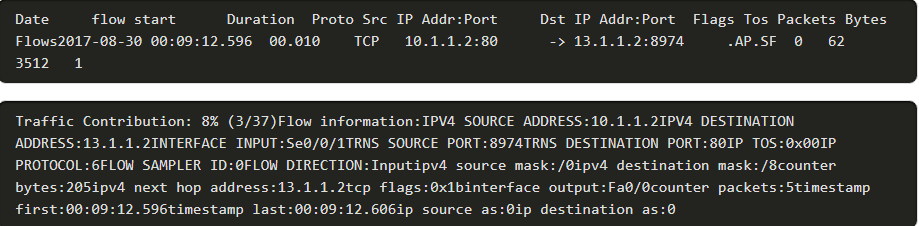 Date     flow start      Duration  Proto Src IP Addr:Port     Dst IP Addr:Port  Flags Tos Packets Bytes
Flows2017-08-30 00:09:12.596  00.010    TCP  10.1.1.2:80      -> 13.1.1.2:8974     .AP.SF  0   62
3512   1
Traffic Contribution: 8% (3/37)Flow information:IPV4 SOURCE ADDRESS:10.1.1.2IPV4 DESTINATION
ADDRESS:13.1.1.2INTERFACE INPUT:Se0/0/1TRNS SOURCE PORT:8974TRNS DESTINATION PORT:80IP TOS:0x00IP
PROTOCOL:6FLOW SAMPLER ID:0FLOW DIRECTION:Inputipv4 source mask:/0ipv4 destination mask:/8counter
bytes:205ipv4 next hop address:13.1.1.2tcp flags:0x1binterface output:Fa0/0counter packets:5timestamp
first:00:09:12.596timestamp last:00:09:12.606ip source as:0ip destination as:0